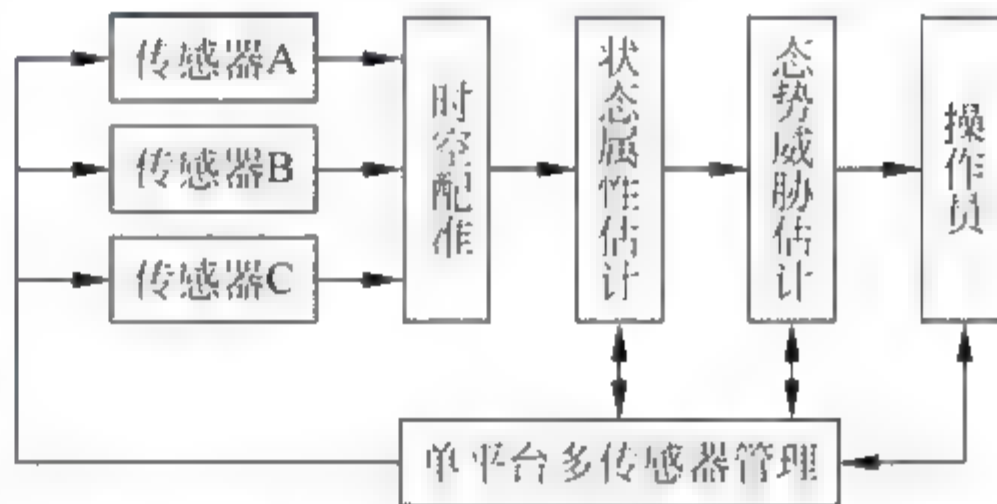 传感器A
传感器B
传感器C
时空配准
状态属性估计
态势威胁估计
操作员
单平台多传感器管理